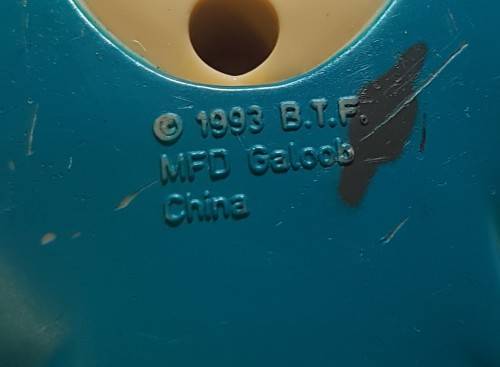 © 1993 B.T.F.
MFD Galoob
China